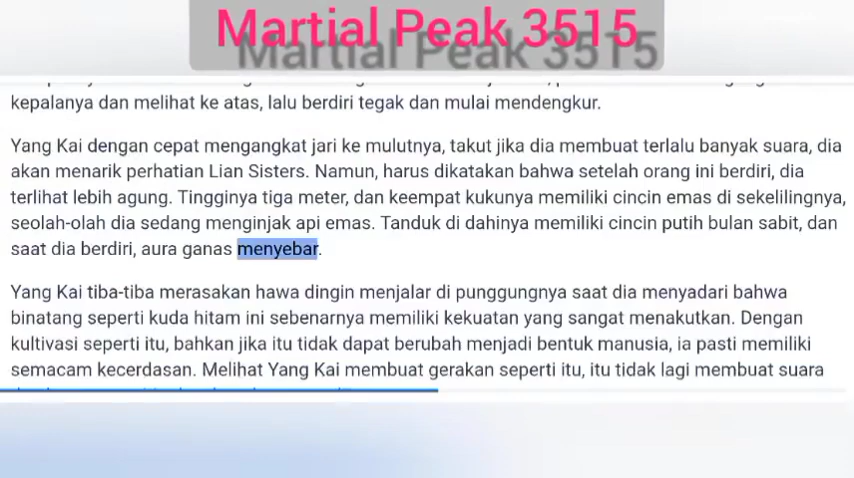 Martial Peak 3515
kepalanya dan melihat ke atas, lalu berdiri tegak dan mulai mendengkur.
Yang Kai dengan cepat mengangkat jari ke mulutnya, takut jika dia membuat terlalu banyak suara, dia
akan menarik perhatian Lian Sisters. Namun, harus dikatakan bahwa setelah orang ini berdiri, dia
terlihat lebih agung. Tingginya tiga meter, dan keempat kukunya memiliki cincin emas di sekelilingnya,
seolah-olah dia sedang menginjak api emas. Tanduk di dahinya memiliki cincin putih bulan sabit, dan
saat dia berdiri, aura ganas menyebar.
Yang Kai tiba-tiba merasakan hawa dingin menjalar di punggungnya saat dia menyadari bahwa
binatang seperti kuda hitam ini sebenarnya memiliki kekuatan yang sangat menakutkan. Dengan
kultivasi seperti itu, bahkan jika itu tidak dapat berubah menjadi bentuk manusia, ia pasti memiliki
semacam kecerdasan. Melihat Yang Kai membuat gerakan seperti itu, itu tidak lagi membuat suara